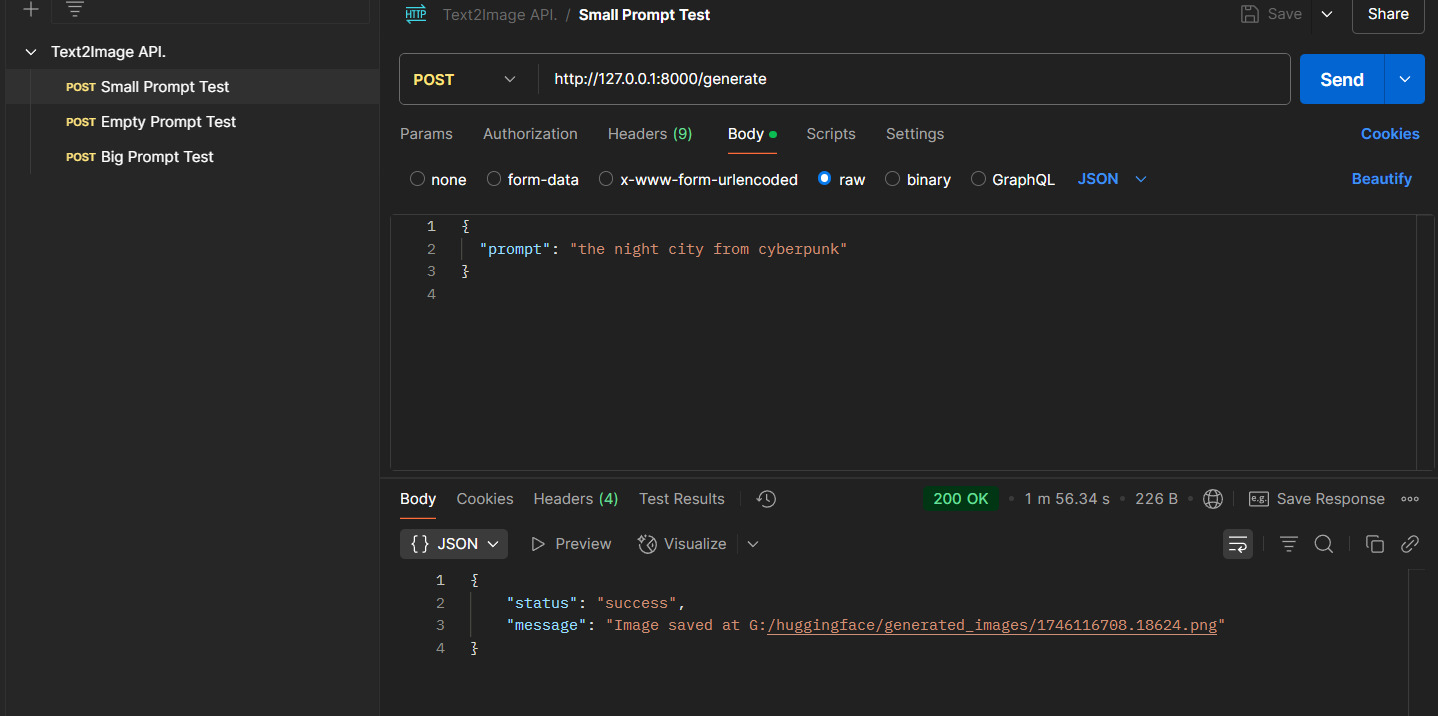 HTTP Text2Image API. / Small Prompt Test Save Share
Text2Image API.
POST Small Prompt Test
POST Empty Prompt Test
POST Big Prompt Test
POST http://127.0.0.1:8000/generate Send
Params Authorization Headers (9) Body Scripts Settings Cookies
none form-data x-www-form-urlencoded raw binary GraphQL JSON Beautify
1 {
2 "prompt": "the night city from cyberpunk"
3 }
4
Body Cookies Headers (4) Test Results 200 OK • 1 m 56.34 s • 226 B • e.g. Save Response
{} JSON Preview Visualize
1 {
2 "status": "success",
3 "message": "Image saved at G:/huggingface/generated_images/1746116708.18624.png"
4 }